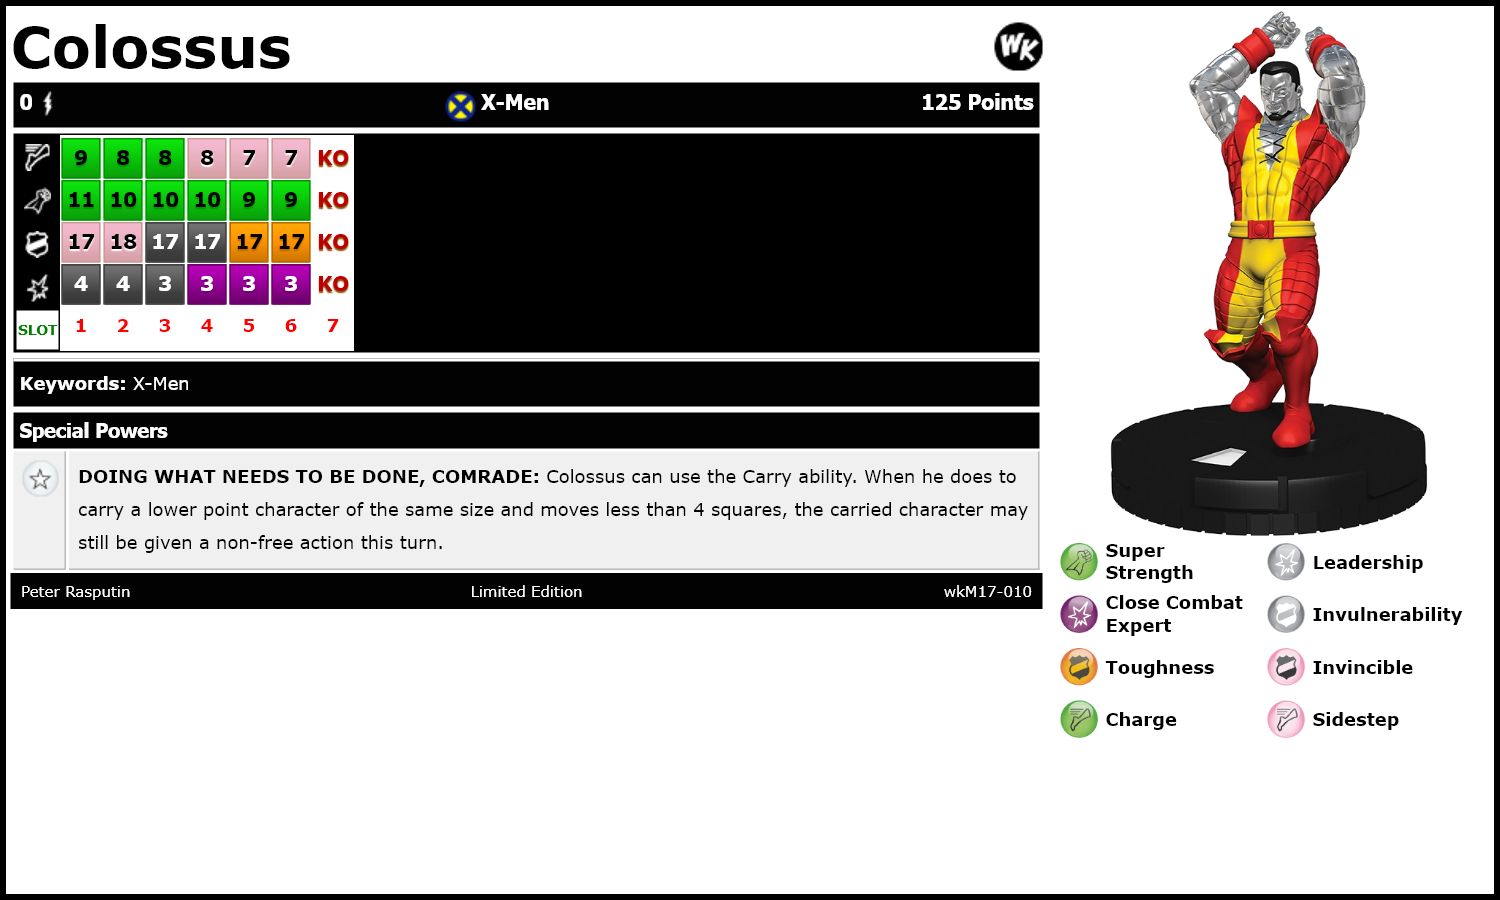 Colossus
WK
0 X-Men 125 Points
9 8 8 8 7 7 KO
11 10 10 10 9 9 KO
17 18 17 17 17 17 KO
4 4 3 3 3 3 KO
SLOT 1 2 3 4 5 6 7
Keywords: X-Men
Special Powers
DOING WHAT NEEDS TO BE DONE, COMRADE: Colossus can use the Carry ability. When he does to
carry a lower point character of the same size and moves less than 4 squares, the carried character may
still be given a non-free action this turn.
Peter Rasputin Limited Edition wkM17-010
Super
Strength
Leadership
Close Combat
Expert
Invulnerability
Toughness
Invincible
Charge
Sidestep